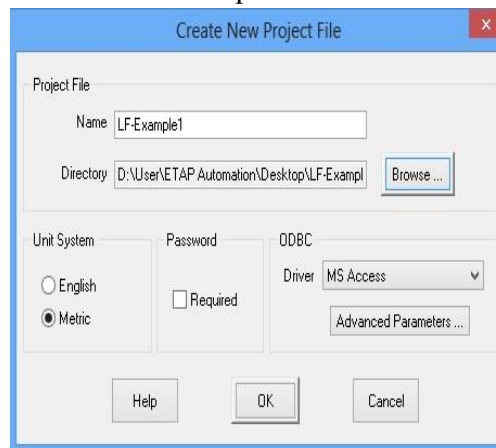 Create New Project File
x
Project File
Name LF-Example1
Directory D:\User\ETAP Automation\Desktop\LF-Exampl Browse ...
Unit System Password ODBC
English
Metric
Required
Driver MS Access
Advanced Parameters ...
Help OK Cancel